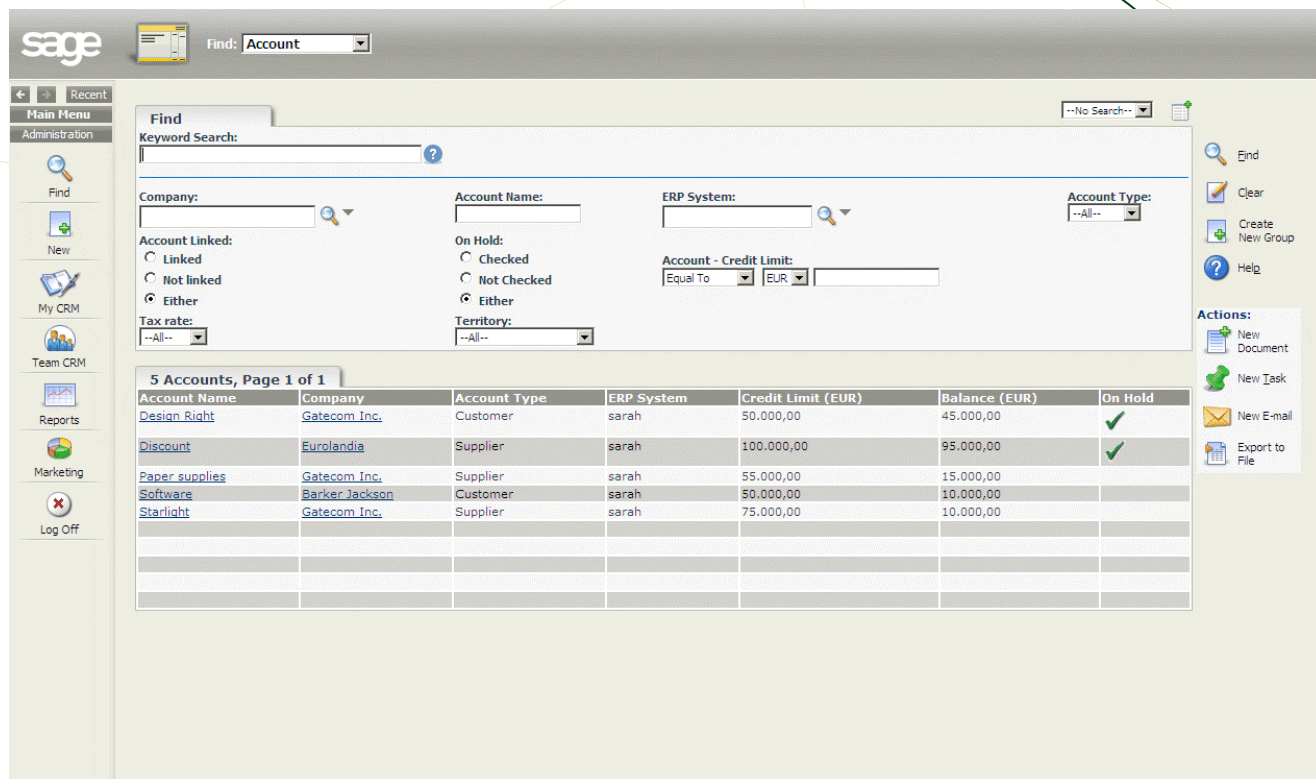 sage
Find: Account
Recent
Main Menu
Administration
Find
New
My CRM
Team CRM
Reports
Marketing
Log Off
Find
--No Search--
Keyword Search:
Company: Account Name: ERP System: Account Type:
--All--
Account Linked: On Hold:
Linked Checked Account - Credit Limit:
Not linked Not Checked Equal To EUR
Either Either
Tax rate: Territory:
--All-- --All--
5 Accounts, Page 1 of 1
Account Name Company Account Type ERP System Credit Limit (EUR) Balance (EUR) On Hold
Design Right Gatecom Inc. Customer sarah 50.000,00 45.000,00
Discount Eurolandia Supplier sarah 100.000,00 95.000,00
Paper supplies Gatecom Inc. Supplier sarah 55.000,00 15.000,00
Software Barker Jackson Customer sarah 50.000,00 10.000,00
Starlight Gatecom Inc. Supplier sarah 75.000,00 10.000,00
Find
Clear
Create
New Group
Help
Actions:
New
Document
New Task
New E-mail
Export to
File